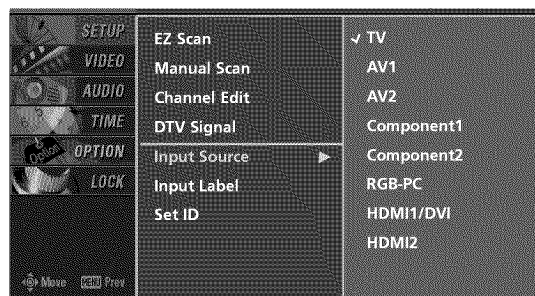 SETUP
VIDEO
AUDIO
TIME
OPTION
LOCK
Move MENU Prev
EZ Scan
Manual Scan
Channel Edit
DTV Signal
Input Source
Input Label
Set ID
TV
AV1
AV2
Component1
Component2
RGB-PC
HDMI1/DVI
HDMI2